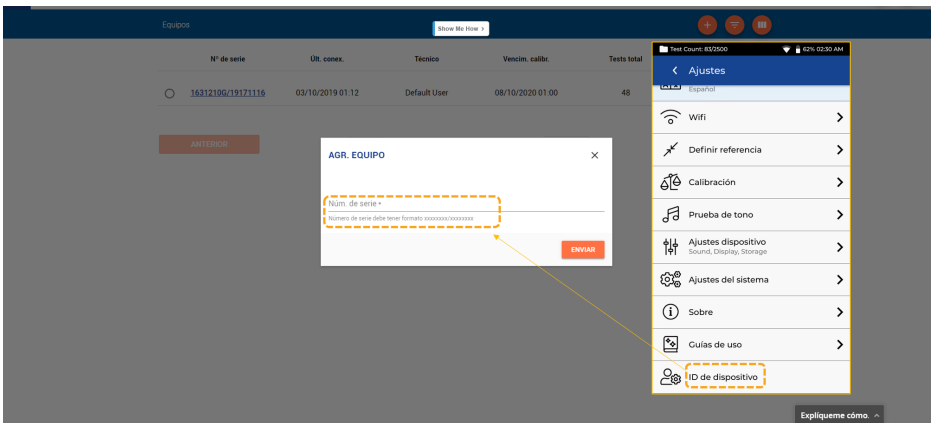 Equipos
Show Me How >
Nº de serie Últ. conex. Técnico Vencim. calibr. Tests total
1631210G/19171116 03/10/2019 01:12 Default User 08/10/2020 01:00 48
ANTERIOR
AGR. EQUIPO
Núm. de serie *
Número de serie debe tener formato xxxxxxxx/xxxxxxxx
ENVIAR
Test Count: 83/2500 62% 02:30 AM
Ajustes
Español
Wifi
Definir referencia
Calibración
Prueba de tono
Ajustes dispositivo
Sound, Display, Storage
Ajustes del sistema
Sobre
Guías de uso
ID de dispositivo
Explíqueme cómo.